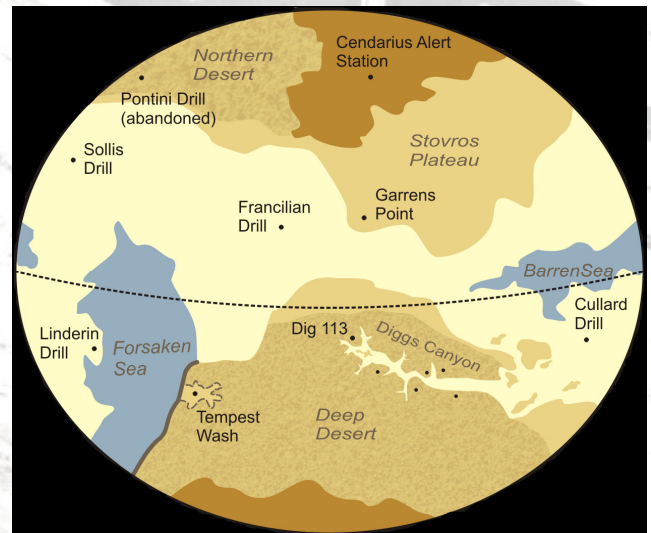 Northern
Desert
Cendarius Alert
Station
Pontini Drill
(abandoned)
Stovros
Plateau
Sollis
Drill
Francilian
Drill
Garrens
Point
BarrenSea
Cullard
Drill
Linderin
Drill
Forsaken
Sea
Dig 113
Diggs Canyon
Tempest
Wash
Deep
Desert